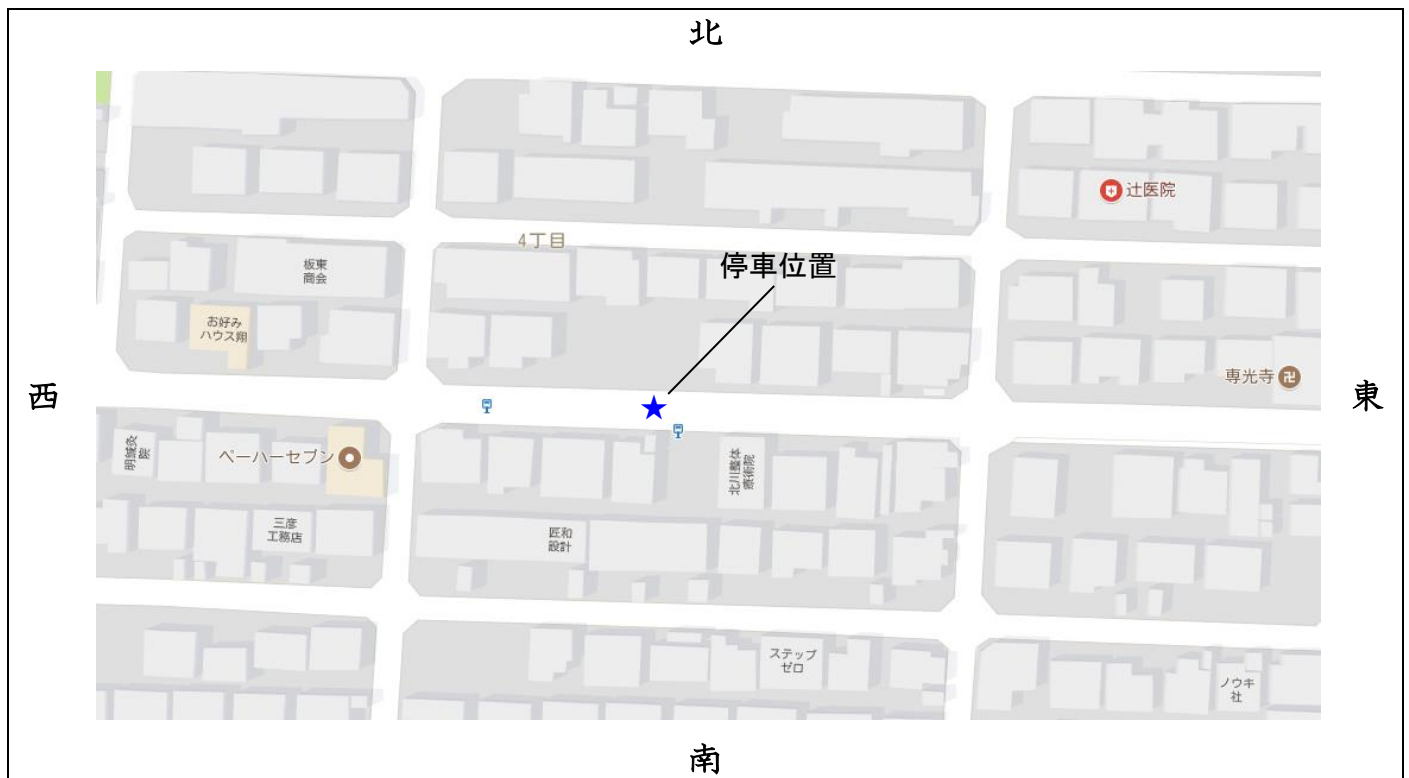 北
辻医院
4丁目
停車位置
板東
商会
お好み
ハウス翔
専光寺
西
東
明鍼灸
院
ペーハーセブン
北川整体
療術院
三彦
工務店
匠和
設計
ステップ
ゼロ
ノウキ
社
南